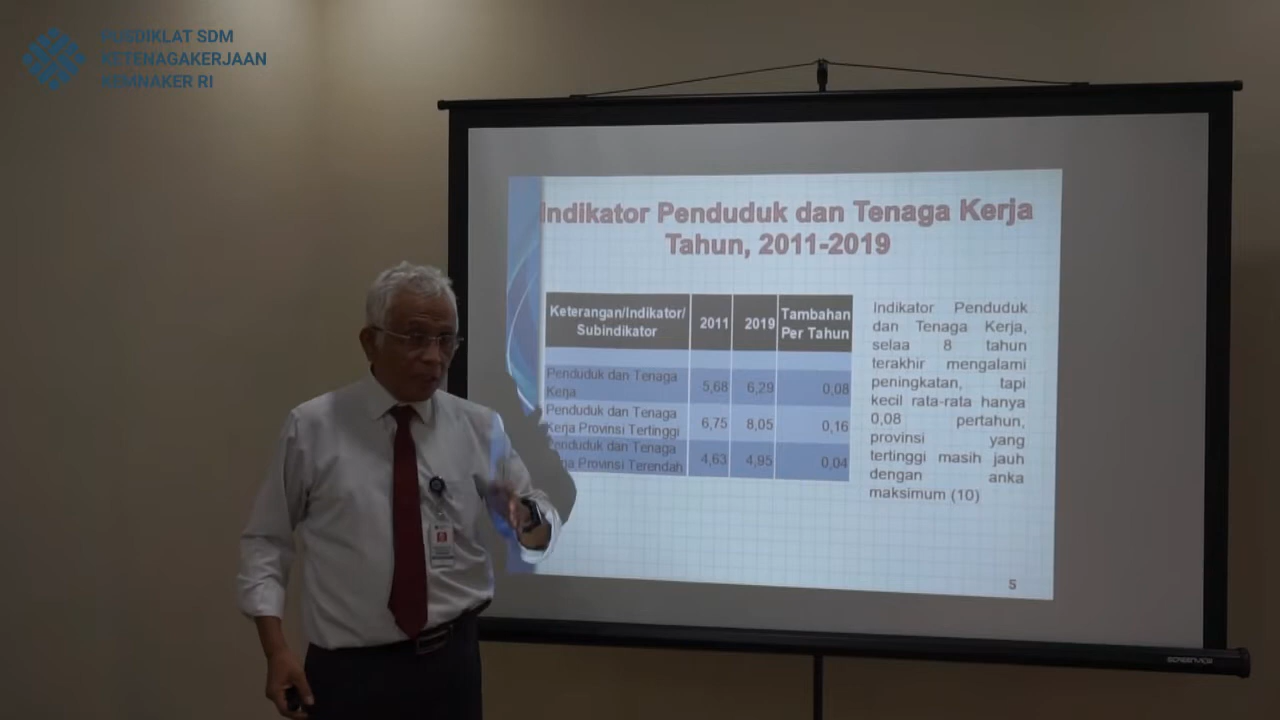 PUSDIKLAT SDM
KETENAGAKERJAAN
KEMNAKER RI
Indikator Penduduk dan Tenaga Kerja
Tahun, 2011-2019
Keterangan/Indikator/
Subindikator
2011
2019
Tambahan
Per Tahun
Penduduk dan Tenaga
Kerja
5,68
6,29
0,08
Penduduk dan Tenaga
Kerja Provinsi Tertinggi
6,75
8,05
0,16
Penduduk dan Tenaga
Kerja Provinsi Terendah
4,63
4,95
0,04
Indikator Penduduk
dan Tenaga Kerja,
selaa 8 tahun
terakhir mengalami
peningkatan, tapi
kecil rata-rata hanya
0,08 pertahun,
provinsi yang
tertinggi masih jauh
dengan anka
maksimum (10)
5